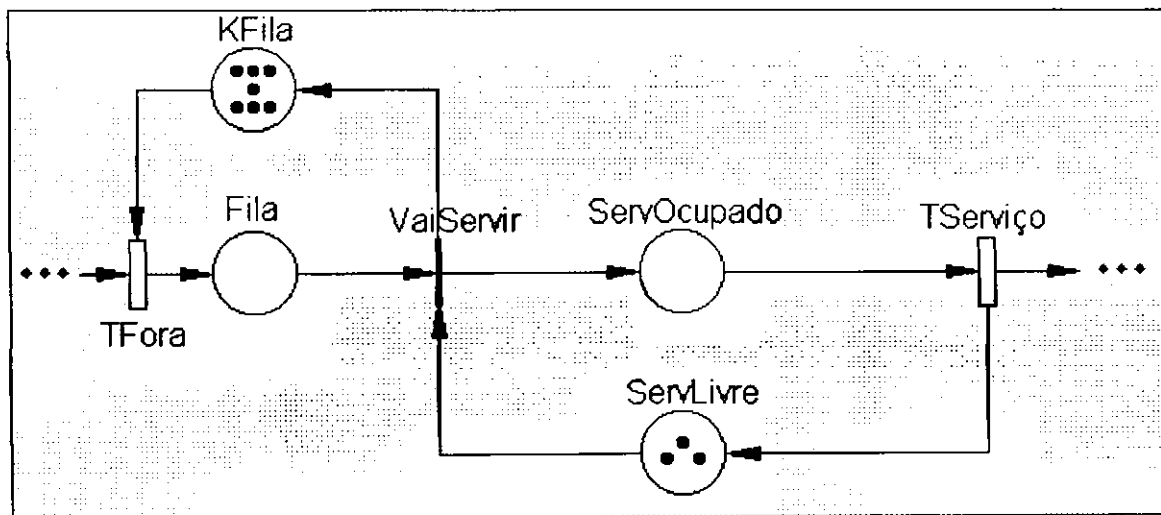 KFila
Fila
VaiServir
ServOcupado
TServiço
TFora
ServLivre